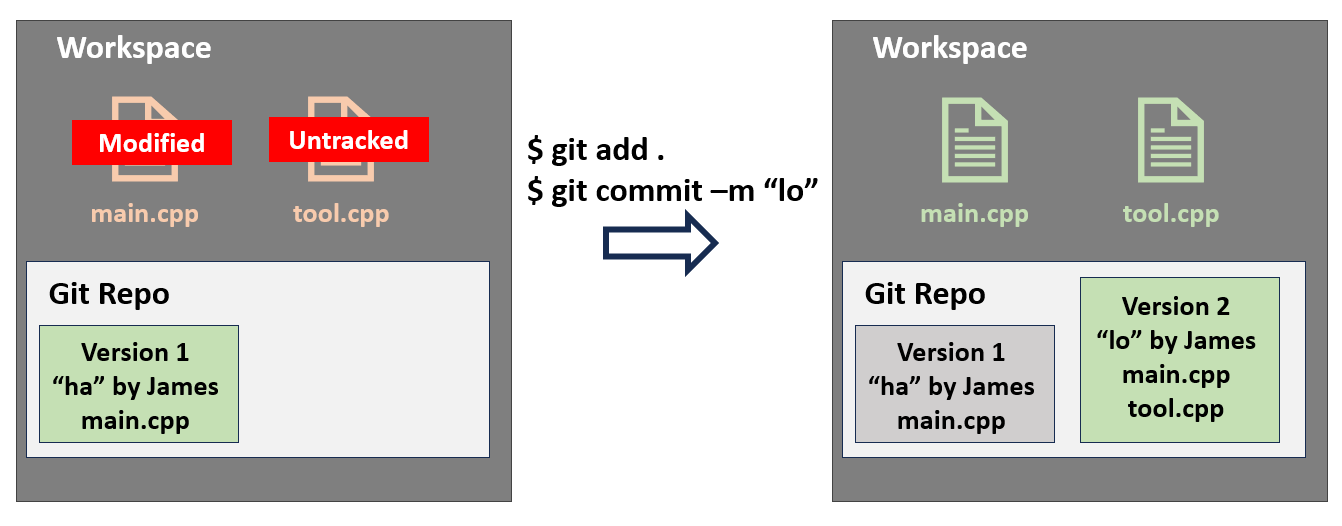 Workspace
Modified
Untracked
main.cpp
tool.cpp
Git Repo
Version 1
“ha” by James
main.cpp
$ git add .
$ git commit –m “lo”
Workspace
main.cpp
tool.cpp
Git Repo
Version 1
“ha” by James
main.cpp
Version 2
“lo” by James
main.cpp
tool.cpp